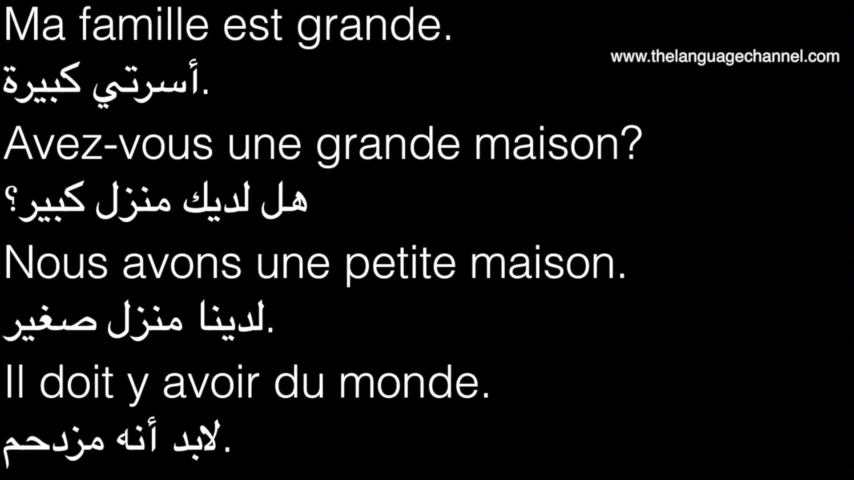 Ma famille est grande.
www.thelanguagechannel.com
أسرتي كبيرة.
Avez-vous une grande maison?
هل لديك منزل كبير؟
Nous avons une petite maison.
لدينا منزل صغير.
Il doit y avoir du monde.
لابد أنه مزدحم.